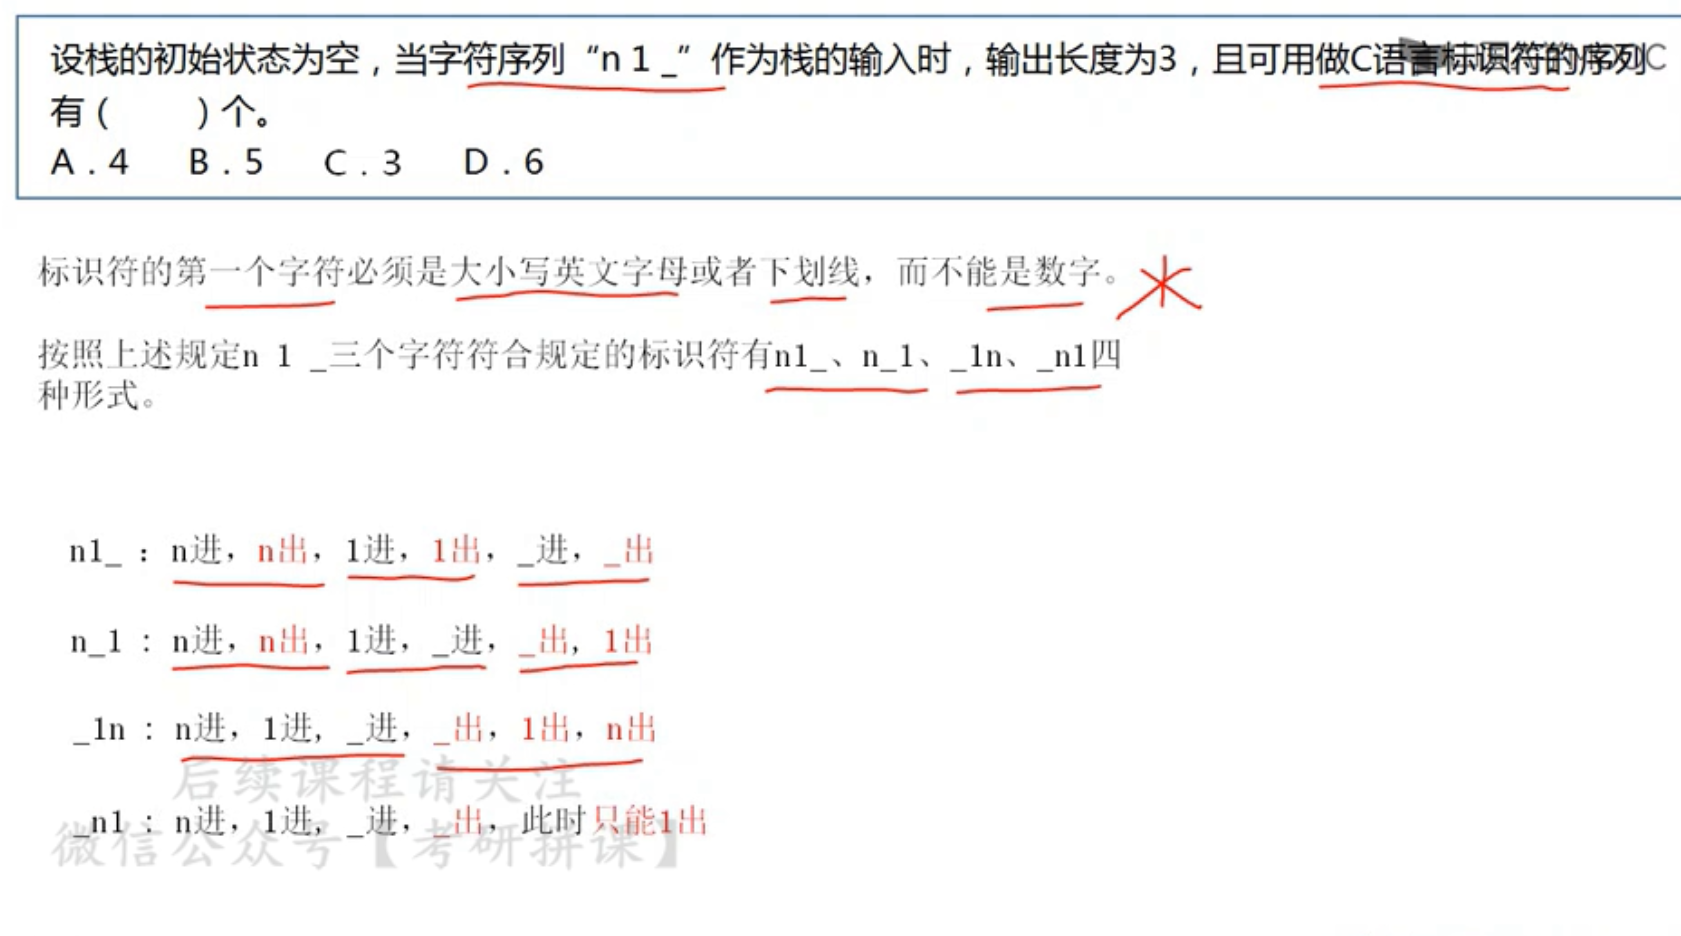 设栈的初始状态为空，当字符序列“n 1 _”作为栈的输入时，输出长度为3，且可用做C语言标识符的序列
有（　　）个。
A．4　B．5　C．3　D．6
标识符的第一个字符必须是大小写英文字母或者下划线，而不能是数字。
按照上述规定n 1 _三个字符符合规定的标识符有n1_、n_1、_1n、_n1四
种形式。
n1_ ：n进，n出，1进，1出，_进，_出
n_1 ：n进，n出，1进，_进，_出，1出
_1n ：n进，1进，_进，_出，1出，n出
后续课程请关注
_n1 ：n进，1进，_进，_出，此时只能1出
微信公众号【考研拼课】